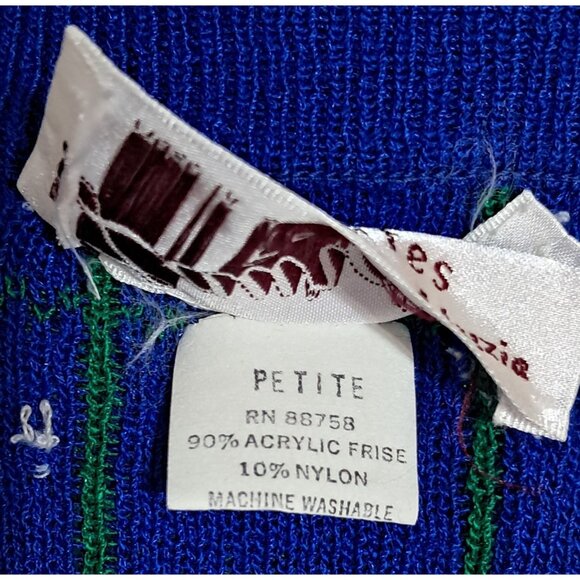 PETITE
RN 88758
90% ACRYLIC FRISE
10% NYLON
MACHINE WASHABLE